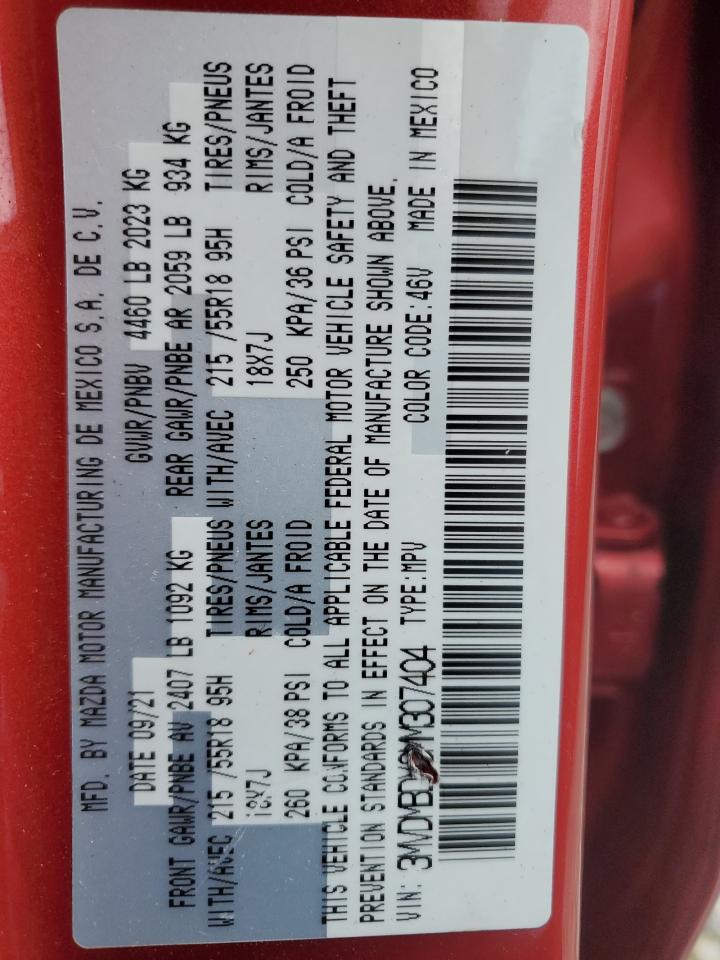 MFD. BY MAZDA MOTOR MANUFACTURING DE MEXICO S.A. DE C.V.
DATE 09/21 GVWR/PNBV 4460 LB 2023 KG
FRONT GAWR/PNBE AV 2407 LB 1092 KG REAR GAWR/PNBE AR 2059 LB 934 KG
WITH/AVEC 215 /55R18 95H TIRES/PNEUS WITH/AVEC 215 /55R18 95H TIRES/PNEUS
18X7J RIMS/JANTES 18X7J RIMS/JANTES
260 KPA/38 PSI COLD/A FROID 250 KPA/36 PSI COLD/A FROID
THIS VEHICLE CONFORMS TO ALL APPLICABLE FEDERAL MOTOR VEHICLE SAFETY AND THEFT
PREVENTION STANDARDS IN EFFECT ON THE DATE OF MANUFACTURE SHOWN ABOVE.
VIN: TYPE:MPV COLOR CODE:46V MADE IN MEXICO